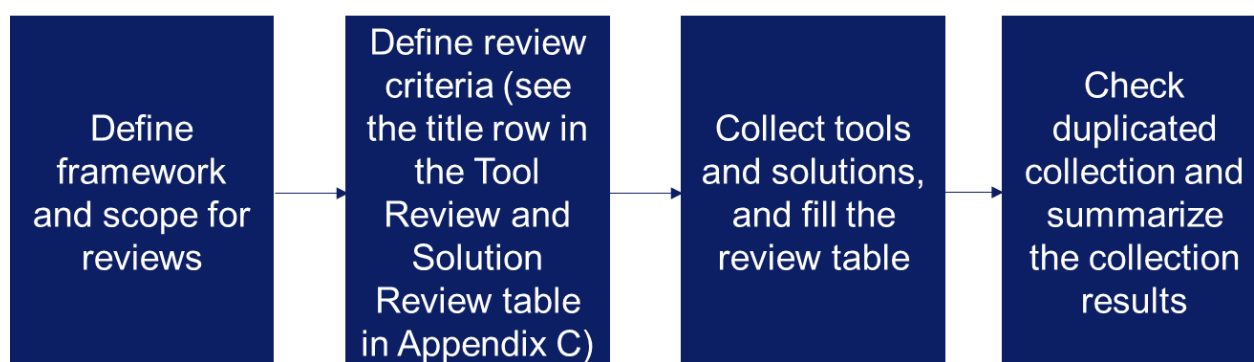 Define
framework
and scope for
reviews
Define review
criteria (see
the title row in
the Tool
Review and
Solution
Review table
in Appendix C)
Collect tools
and solutions,
and fill the
review table
Check
duplicated
collection and
summarize
the collection
results